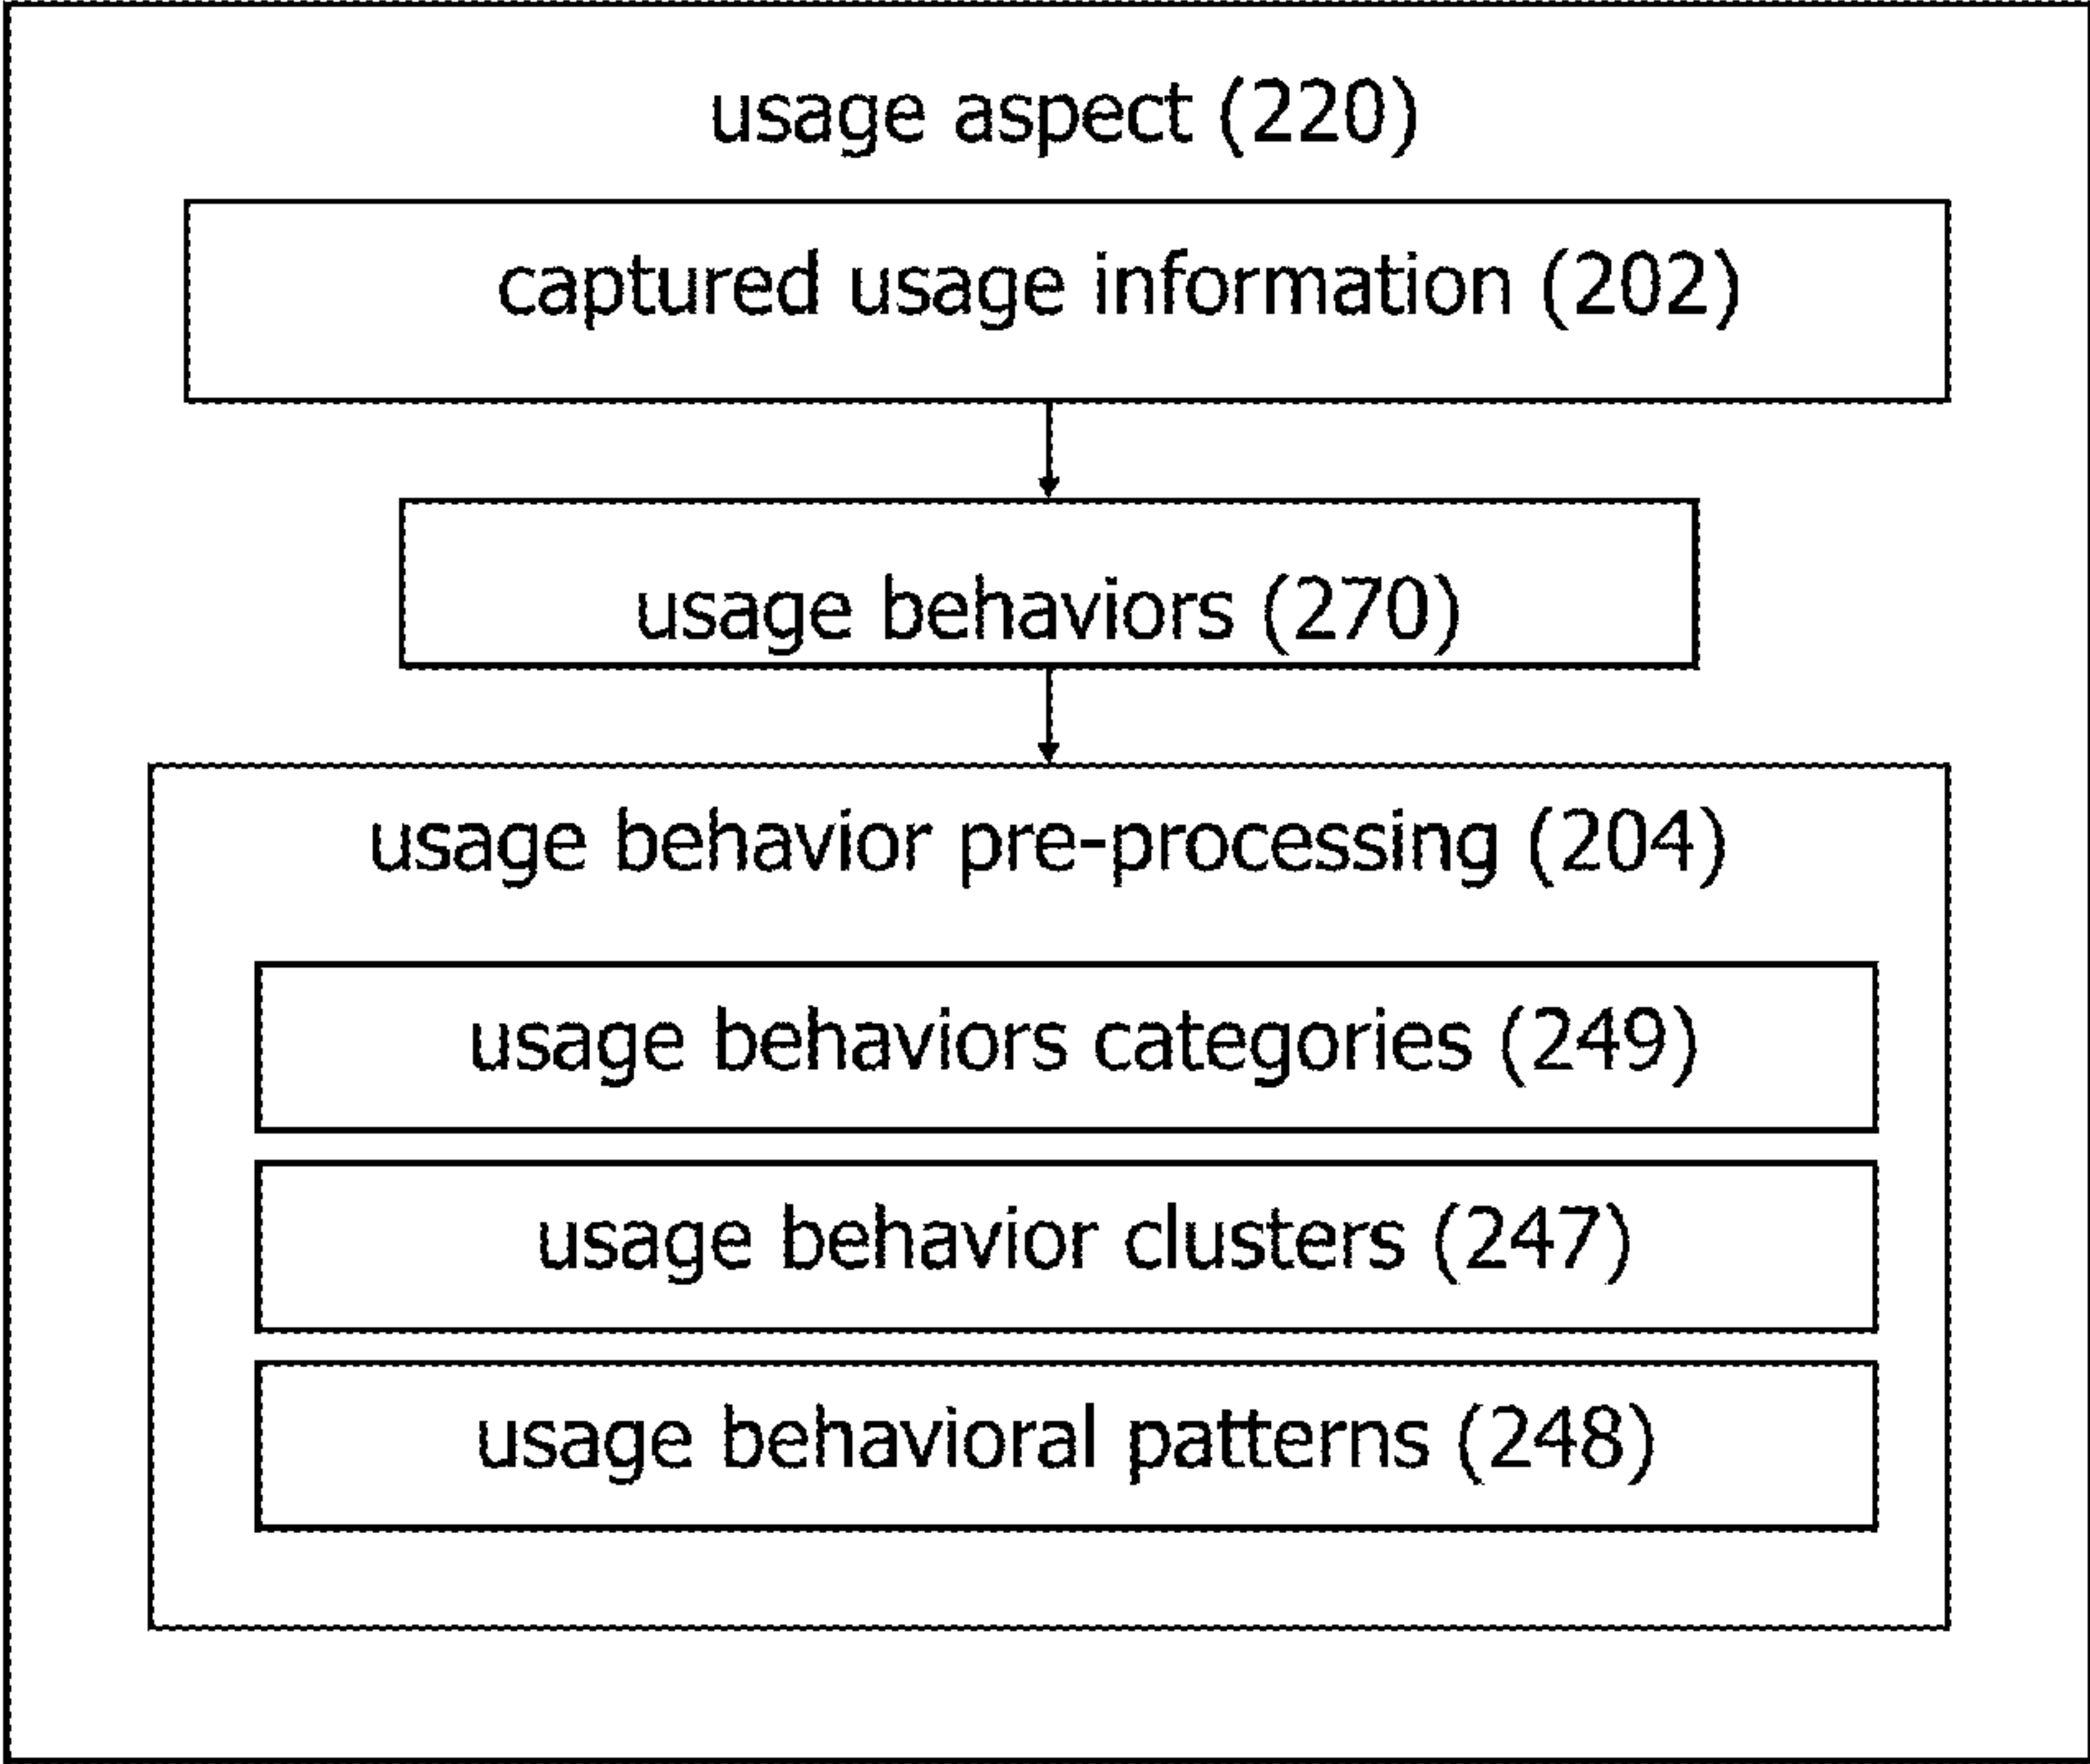 usage aspect (220)
captured usage information (202)
usage behaviors (270)
usage behavior pre-processing (204)
usage behaviors categories (249)
usage behavior clusters (247)
usage behavioral patterns (248)